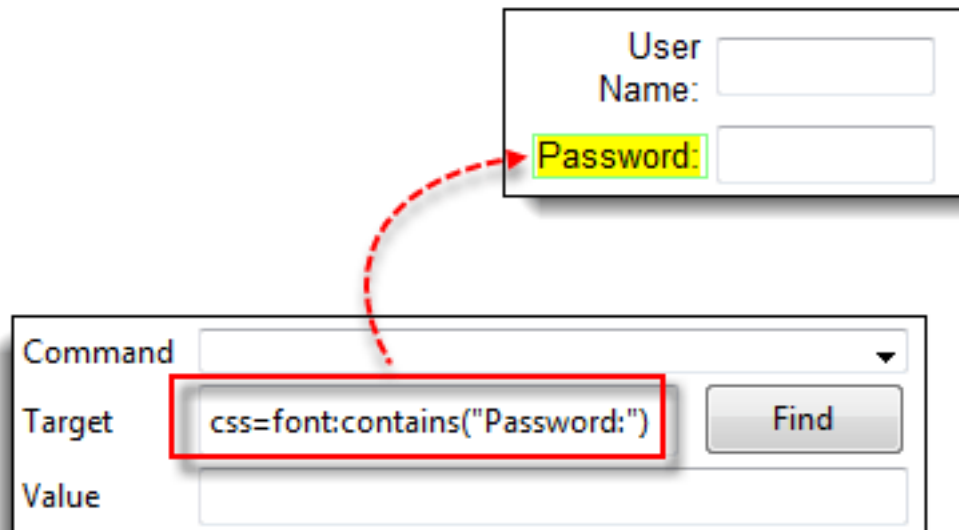 User
Name:
Password:
Command
Target css=font:contains("Password:") Find
Value